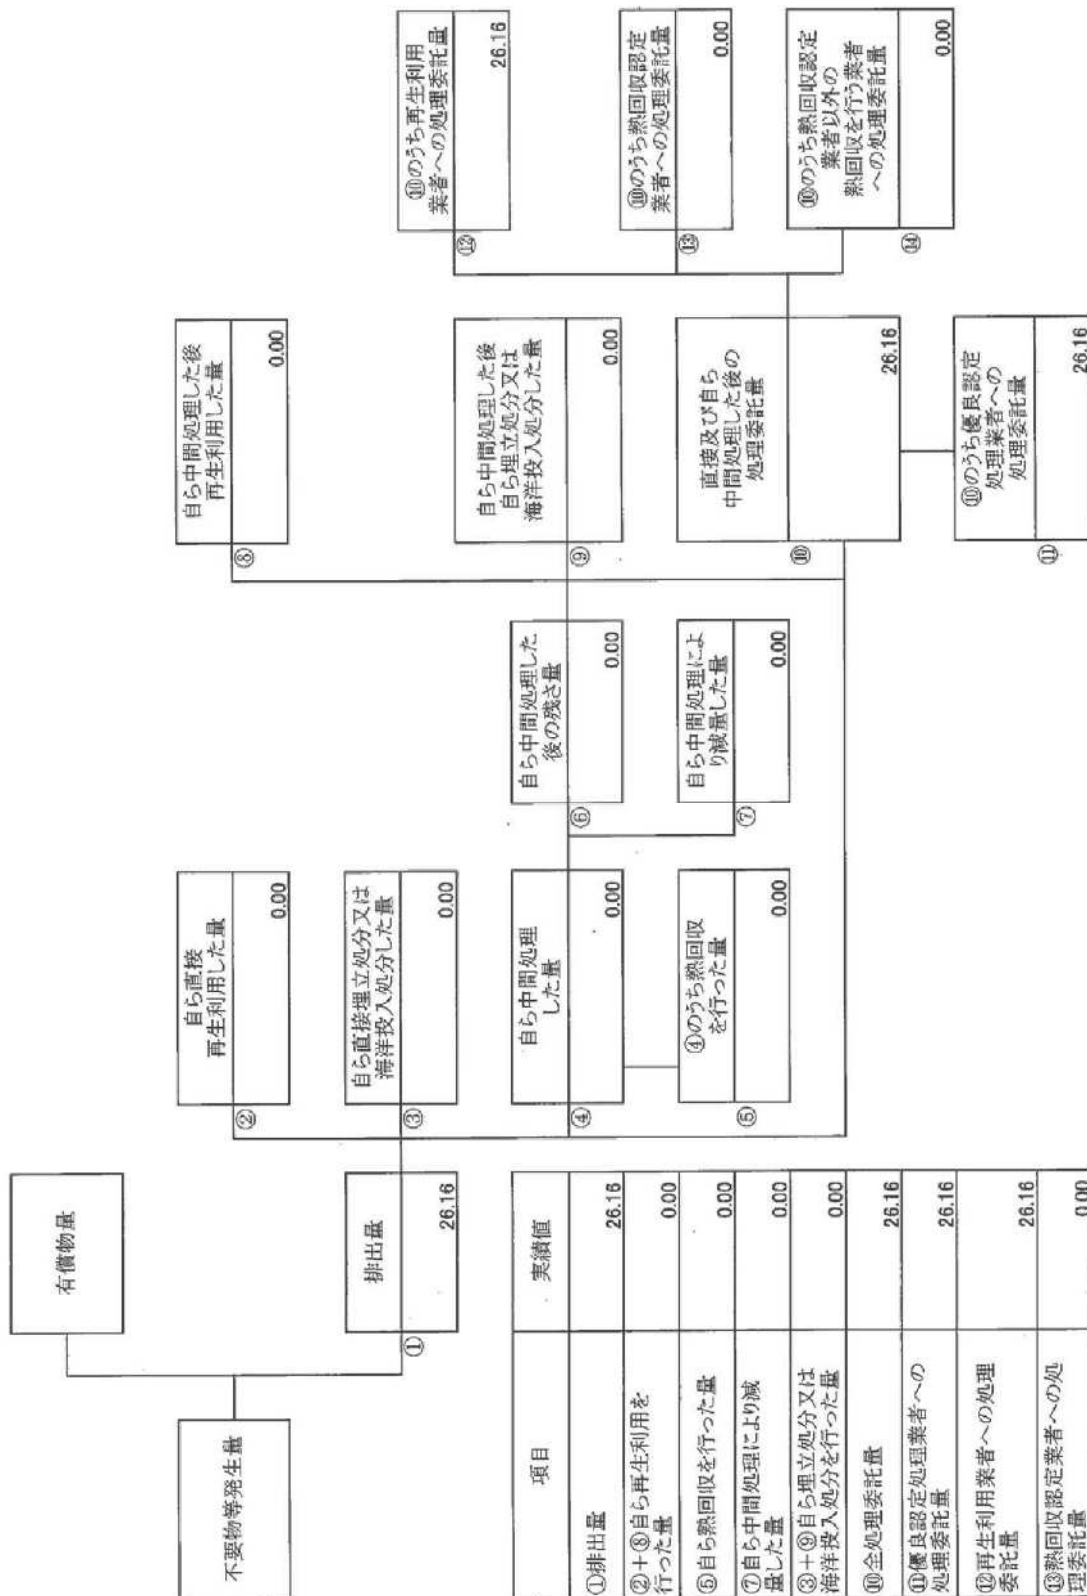 不要物等発生量
有償物量
①
排出量
26.16
②
自ら直接
再生利用した量
0.00
③
自ら直接埋立処分又は
海洋投入処分した量
0.00
④
自ら中間処理
した量
0.00
⑤
④のうち熱回収
を行った量
0.00
⑥
自ら中間処理した
後の残さ量
0.00
⑦
自ら中間処理によ
り減量した量
0.00
⑧
自ら中間処理した後
再生利用した量
0.00
⑨
自ら中間処理した後
自ら埋立処分又は
海洋投入処分した量
0.00
⑩
直接及び自ら
中間処理した後の
処理委託量
26.16
⑪
⑩のうち優良認定
処理業者への
処理委託量
26.16
⑫
⑩のうち再生利用
業者への処理委託量
26.16
⑬
⑩のうち熱回収認定
業者への処理委託量
0.00
⑭
⑩のうち熱回収認定
業者以外の
熱回収を行う業者
への処理委託量
0.00
項目 実績値
①排出量 26.16
②+⑧自ら再生利用を
行った量 0.00
⑤自ら熱回収を行った量 0.00
⑦自ら中間処理により減
量した量 0.00
③+⑨自ら埋立処分又は
海洋投入処分を行った量 0.00
⑩全処理委託量 26.16
⑪優良認定処理業者への
処理委託量 26.16
⑫再生利用業者への処理
委託量 26.16
⑬熱回収認定業者への処
理委託量 0.00